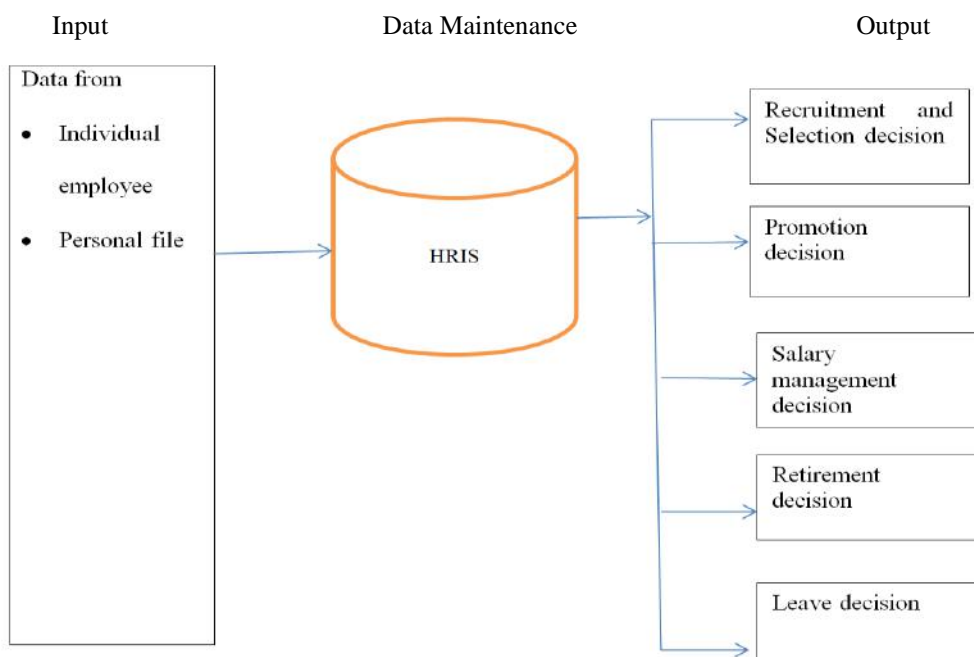 Input Data Maintenance Output
Data from
• Individual
employee
• Personal file
HRIS
Recruitment and
Selection decision
Promotion
decision
Salary
management
decision
Retirement
decision
Leave decision